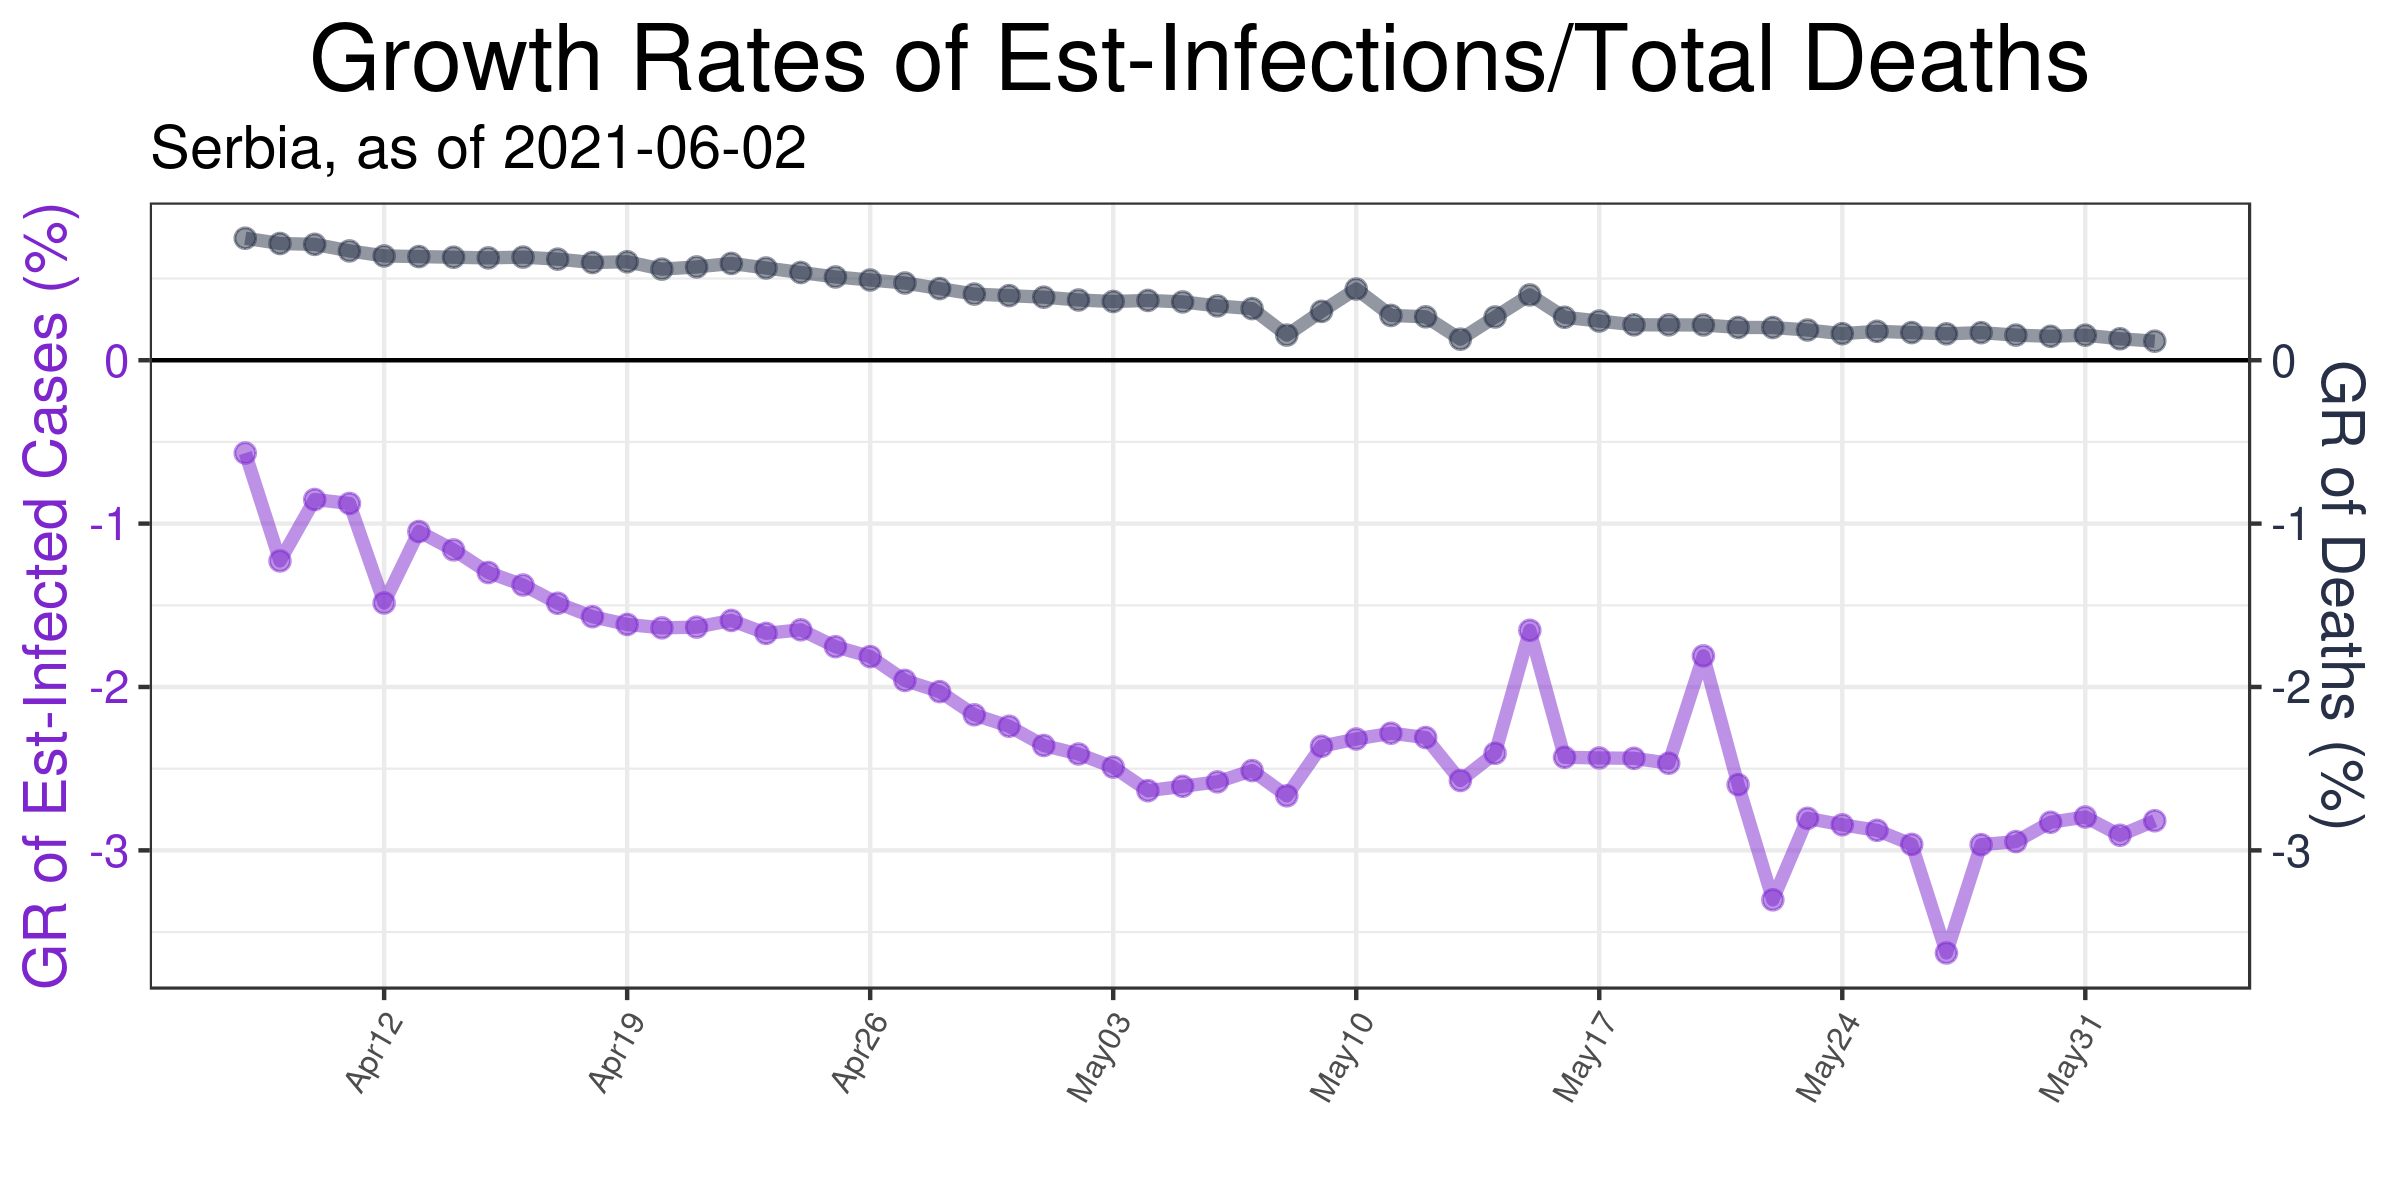 Growth Rates of Est-Infections/Total Deaths
Serbia, as of 2021-06-02
GR of Est-Infected Cases (%)
0
-1
-2
-3
0
-1
-2
-3
GR of Deaths (%)
Apr12
Apr19
Apr26
May03
May10
May17
May24
May31